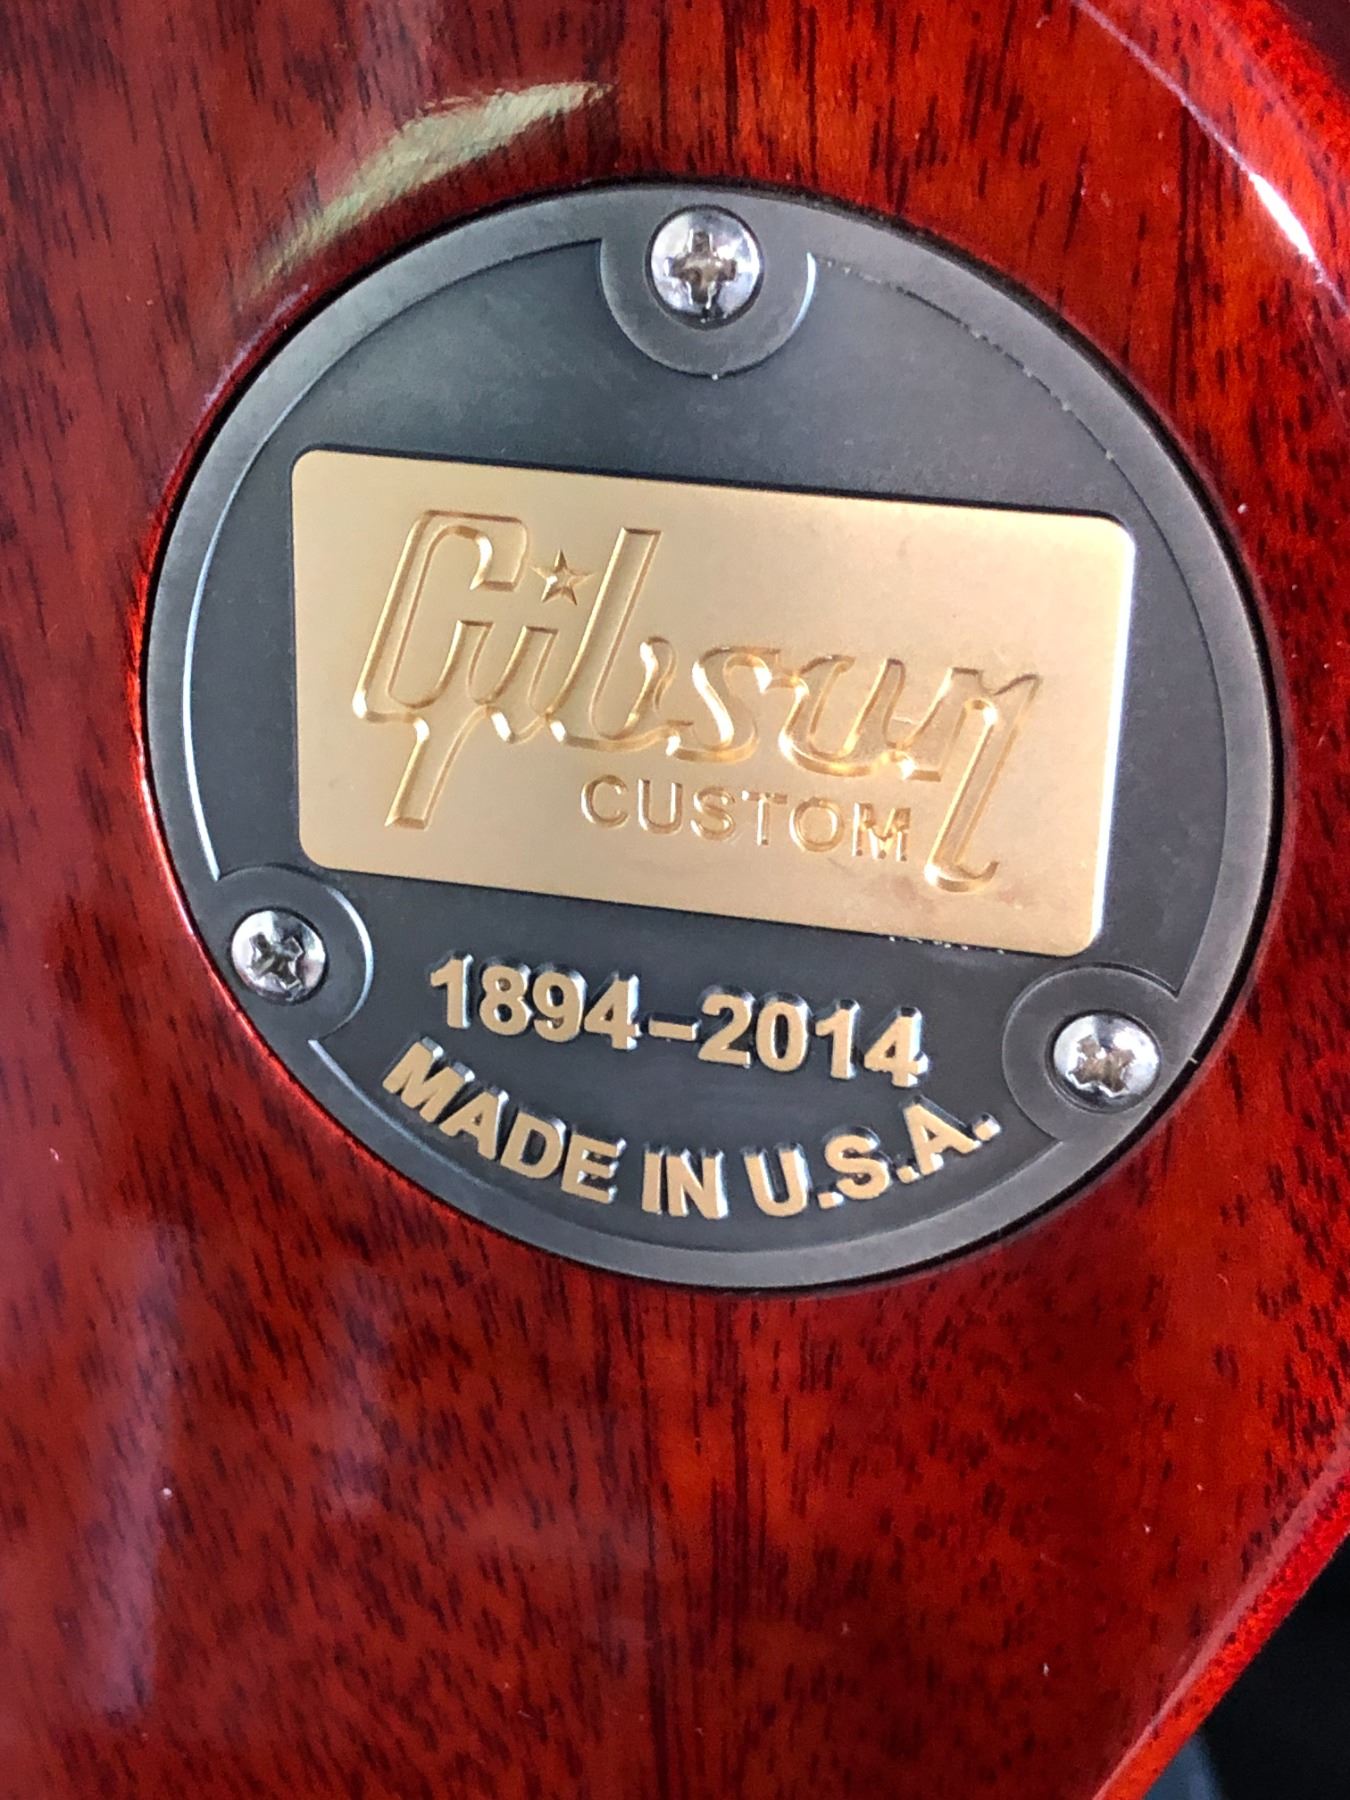 Gibson
CUSTOM
1894-2014
MADE IN U.S.A.